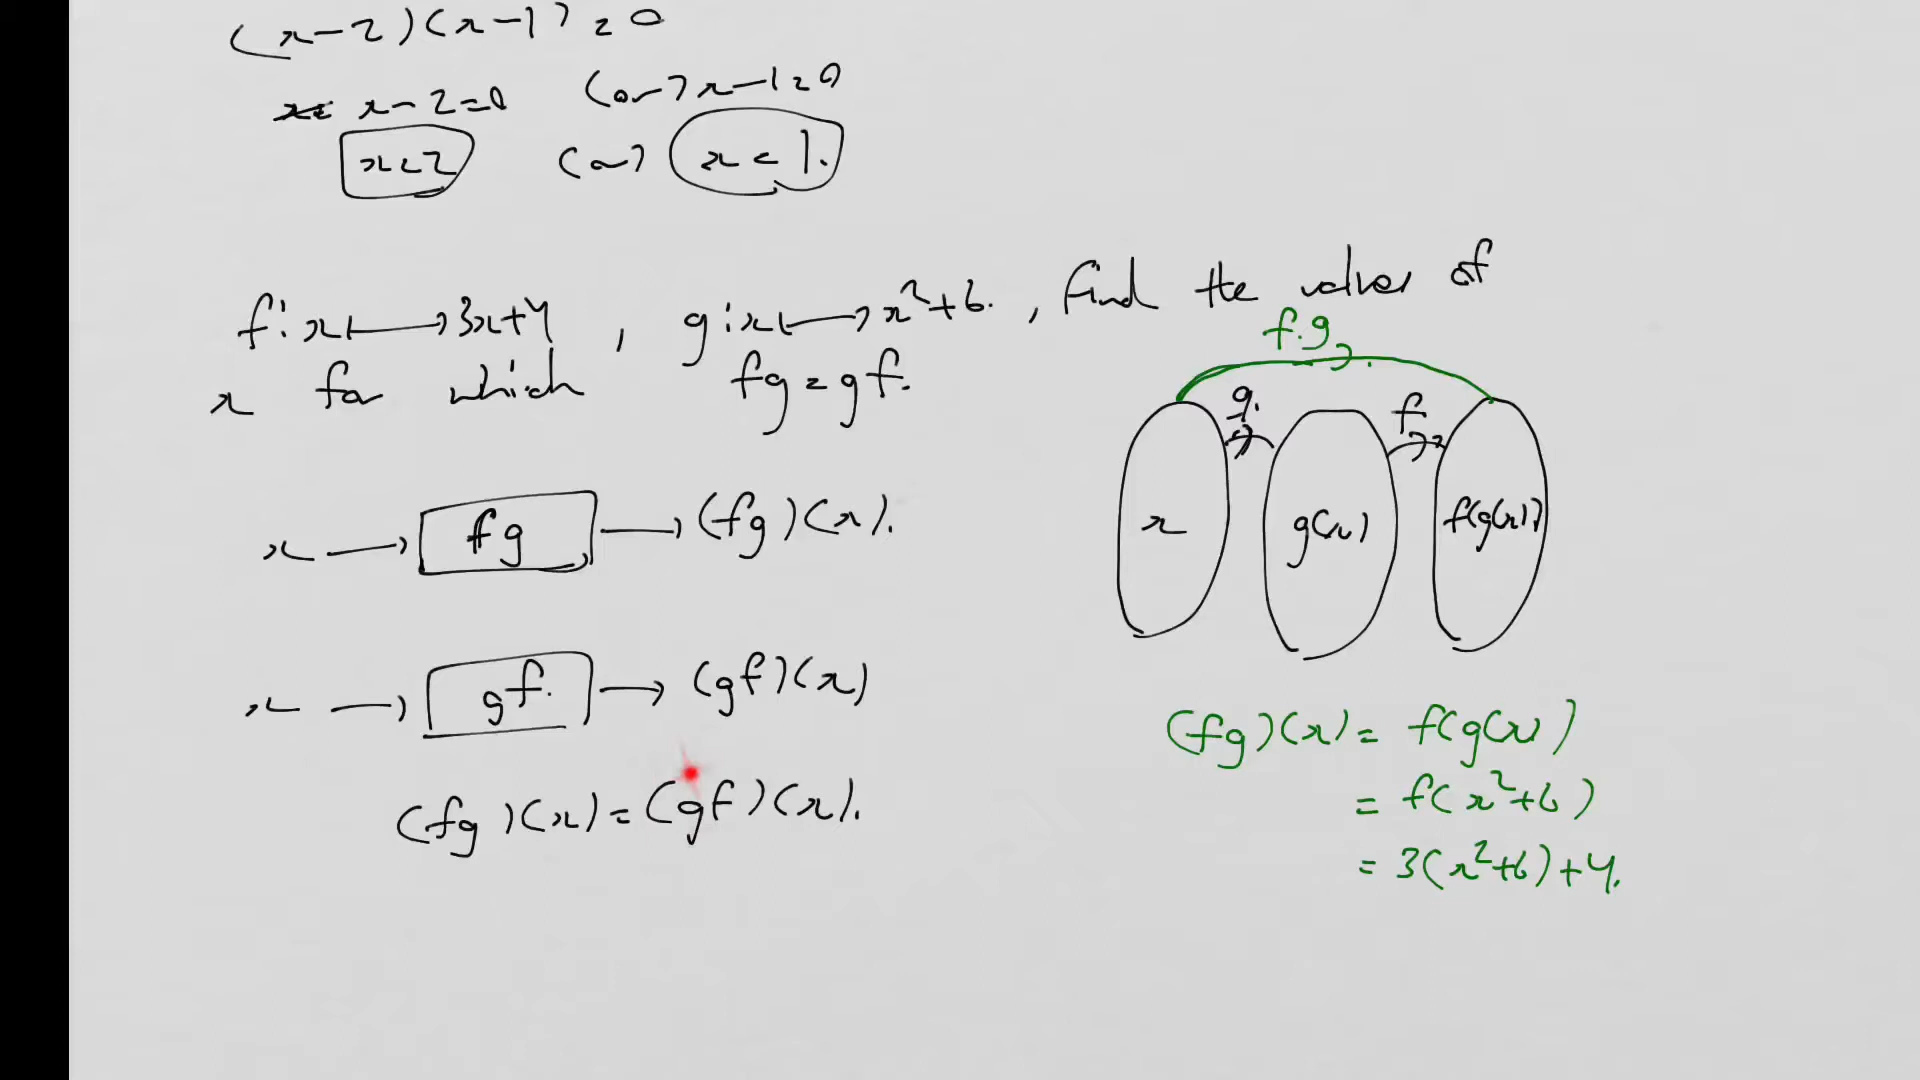 (x-2)(x-1) = 0
x-2=0 (or) x-1=0
x=2 (or) x = 1.
f:x⟼3x+4 , g:x⟼x²+6. , find the values of
x for which fg = gf.
f.g
g. f
x → fg → (fg)(x).
x g(x) f(g(x))
x → gf. → (gf)(x)
(fg)(x) = (gf)(x).
(fg)(x) = f(g(x))
= f(x²+6)
= 3(x²+6)+4.